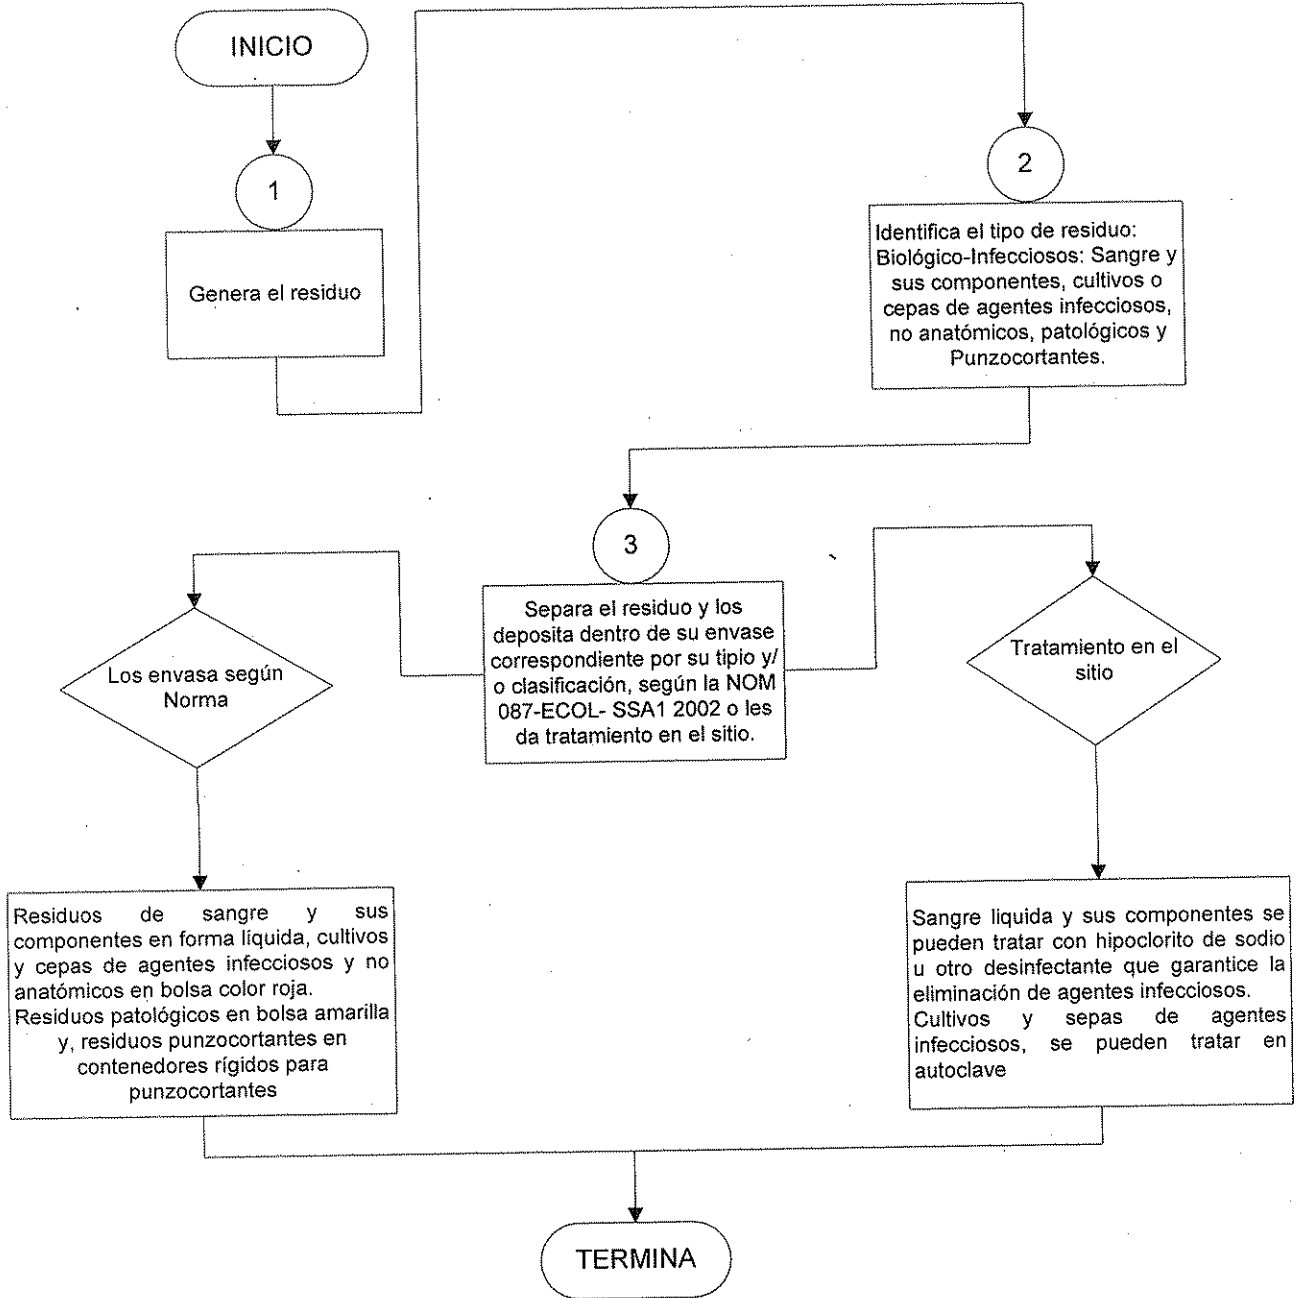 INICIO
1
Genera el residuo
2
Identifica el tipo de residuo:
Biológico-Infecciosos: Sangre y
sus componentes, cultivos o
cepas de agentes infecciosos,
no anatómicos, patológicos y
Punzocortantes.
3
Separa el residuo y los
deposita dentro de su envase
correspondiente por su tipio y/
o clasificación, según la NOM
087-ECOL- SSA1 2002 o les
da tratamiento en el sitio.
Los envasa según
Norma
Tratamiento en el
sitio
Residuos de sangre y sus
componentes en forma líquida, cultivos
y cepas de agentes infecciosos y no
anatómicos en bolsa color roja.
Residuos patológicos en bolsa amarilla
y, residuos punzocortantes en
contenedores rígidos para
punzocortantes
Sangre liquida y sus componentes se
pueden tratar con hipoclorito de sodio
u otro desinfectante que garantice la
eliminación de agentes infecciosos.
Cultivos y sepas de agentes
infecciosos, se pueden tratar en
autoclave
TERMINA